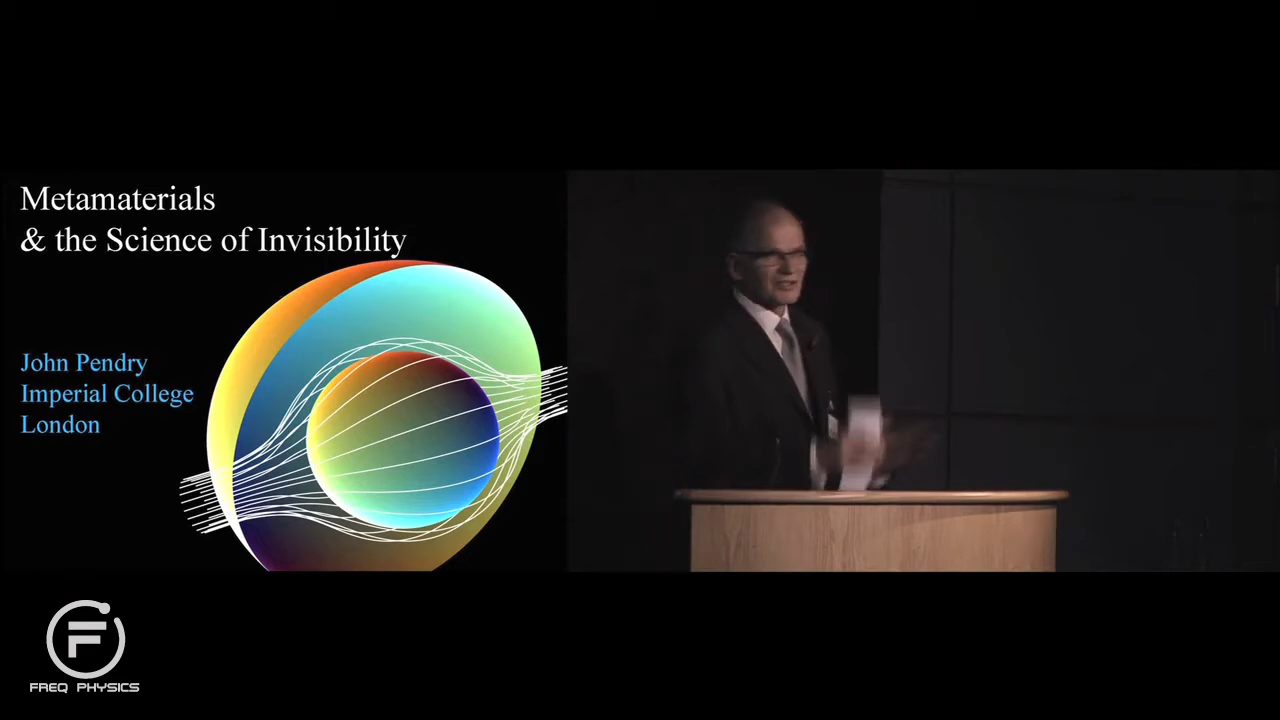 Metamaterials
& the Science of Invisibility
John Pendry
Imperial College
London
FREQ PHYSICS